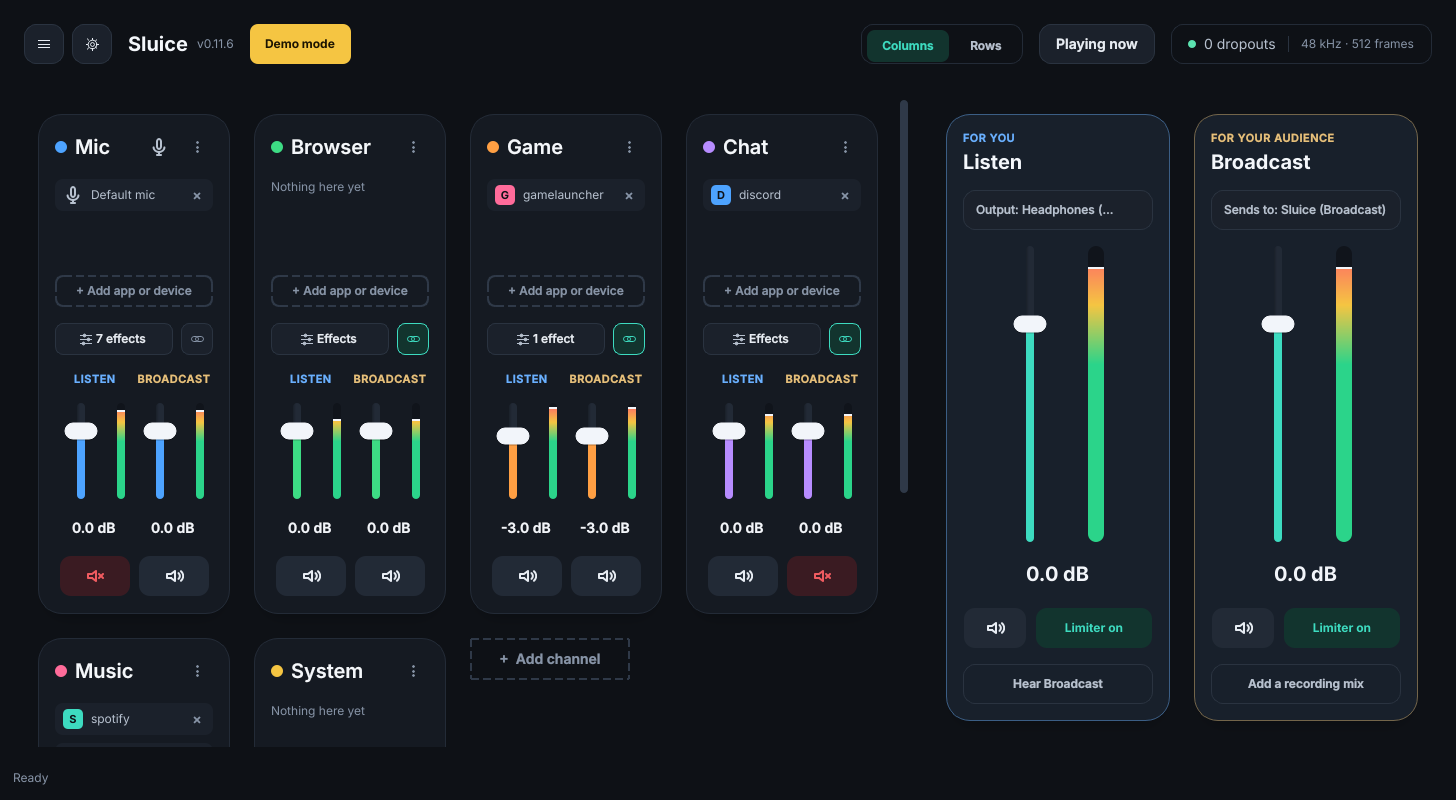 Sluice v0.11.6 Demo mode
Columns Rows Playing now 0 dropouts 48 kHz · 512 frames
Mic
Default mic ×
+ Add app or device
7 effects
LISTEN BROADCAST
0.0 dB 0.0 dB
Browser
Nothing here yet
+ Add app or device
Effects
LISTEN BROADCAST
0.0 dB 0.0 dB
Game
G gamelauncher ×
+ Add app or device
1 effect
LISTEN BROADCAST
-3.0 dB -3.0 dB
Chat
D discord ×
+ Add app or device
Effects
LISTEN BROADCAST
0.0 dB 0.0 dB
Music
S spotify ×
System
Nothing here yet
+ Add channel
FOR YOU
Listen
Output: Headphones (...
0.0 dB
Limiter on
Hear Broadcast
FOR YOUR AUDIENCE
Broadcast
Sends to: Sluice (Broadcast)
0.0 dB
Limiter on
Add a recording mix
Ready